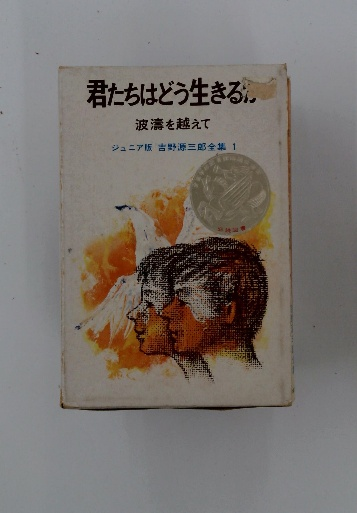 君たちはどう生きるか
波濤を越えて
ジュニア版 吉野源三郎全集 1